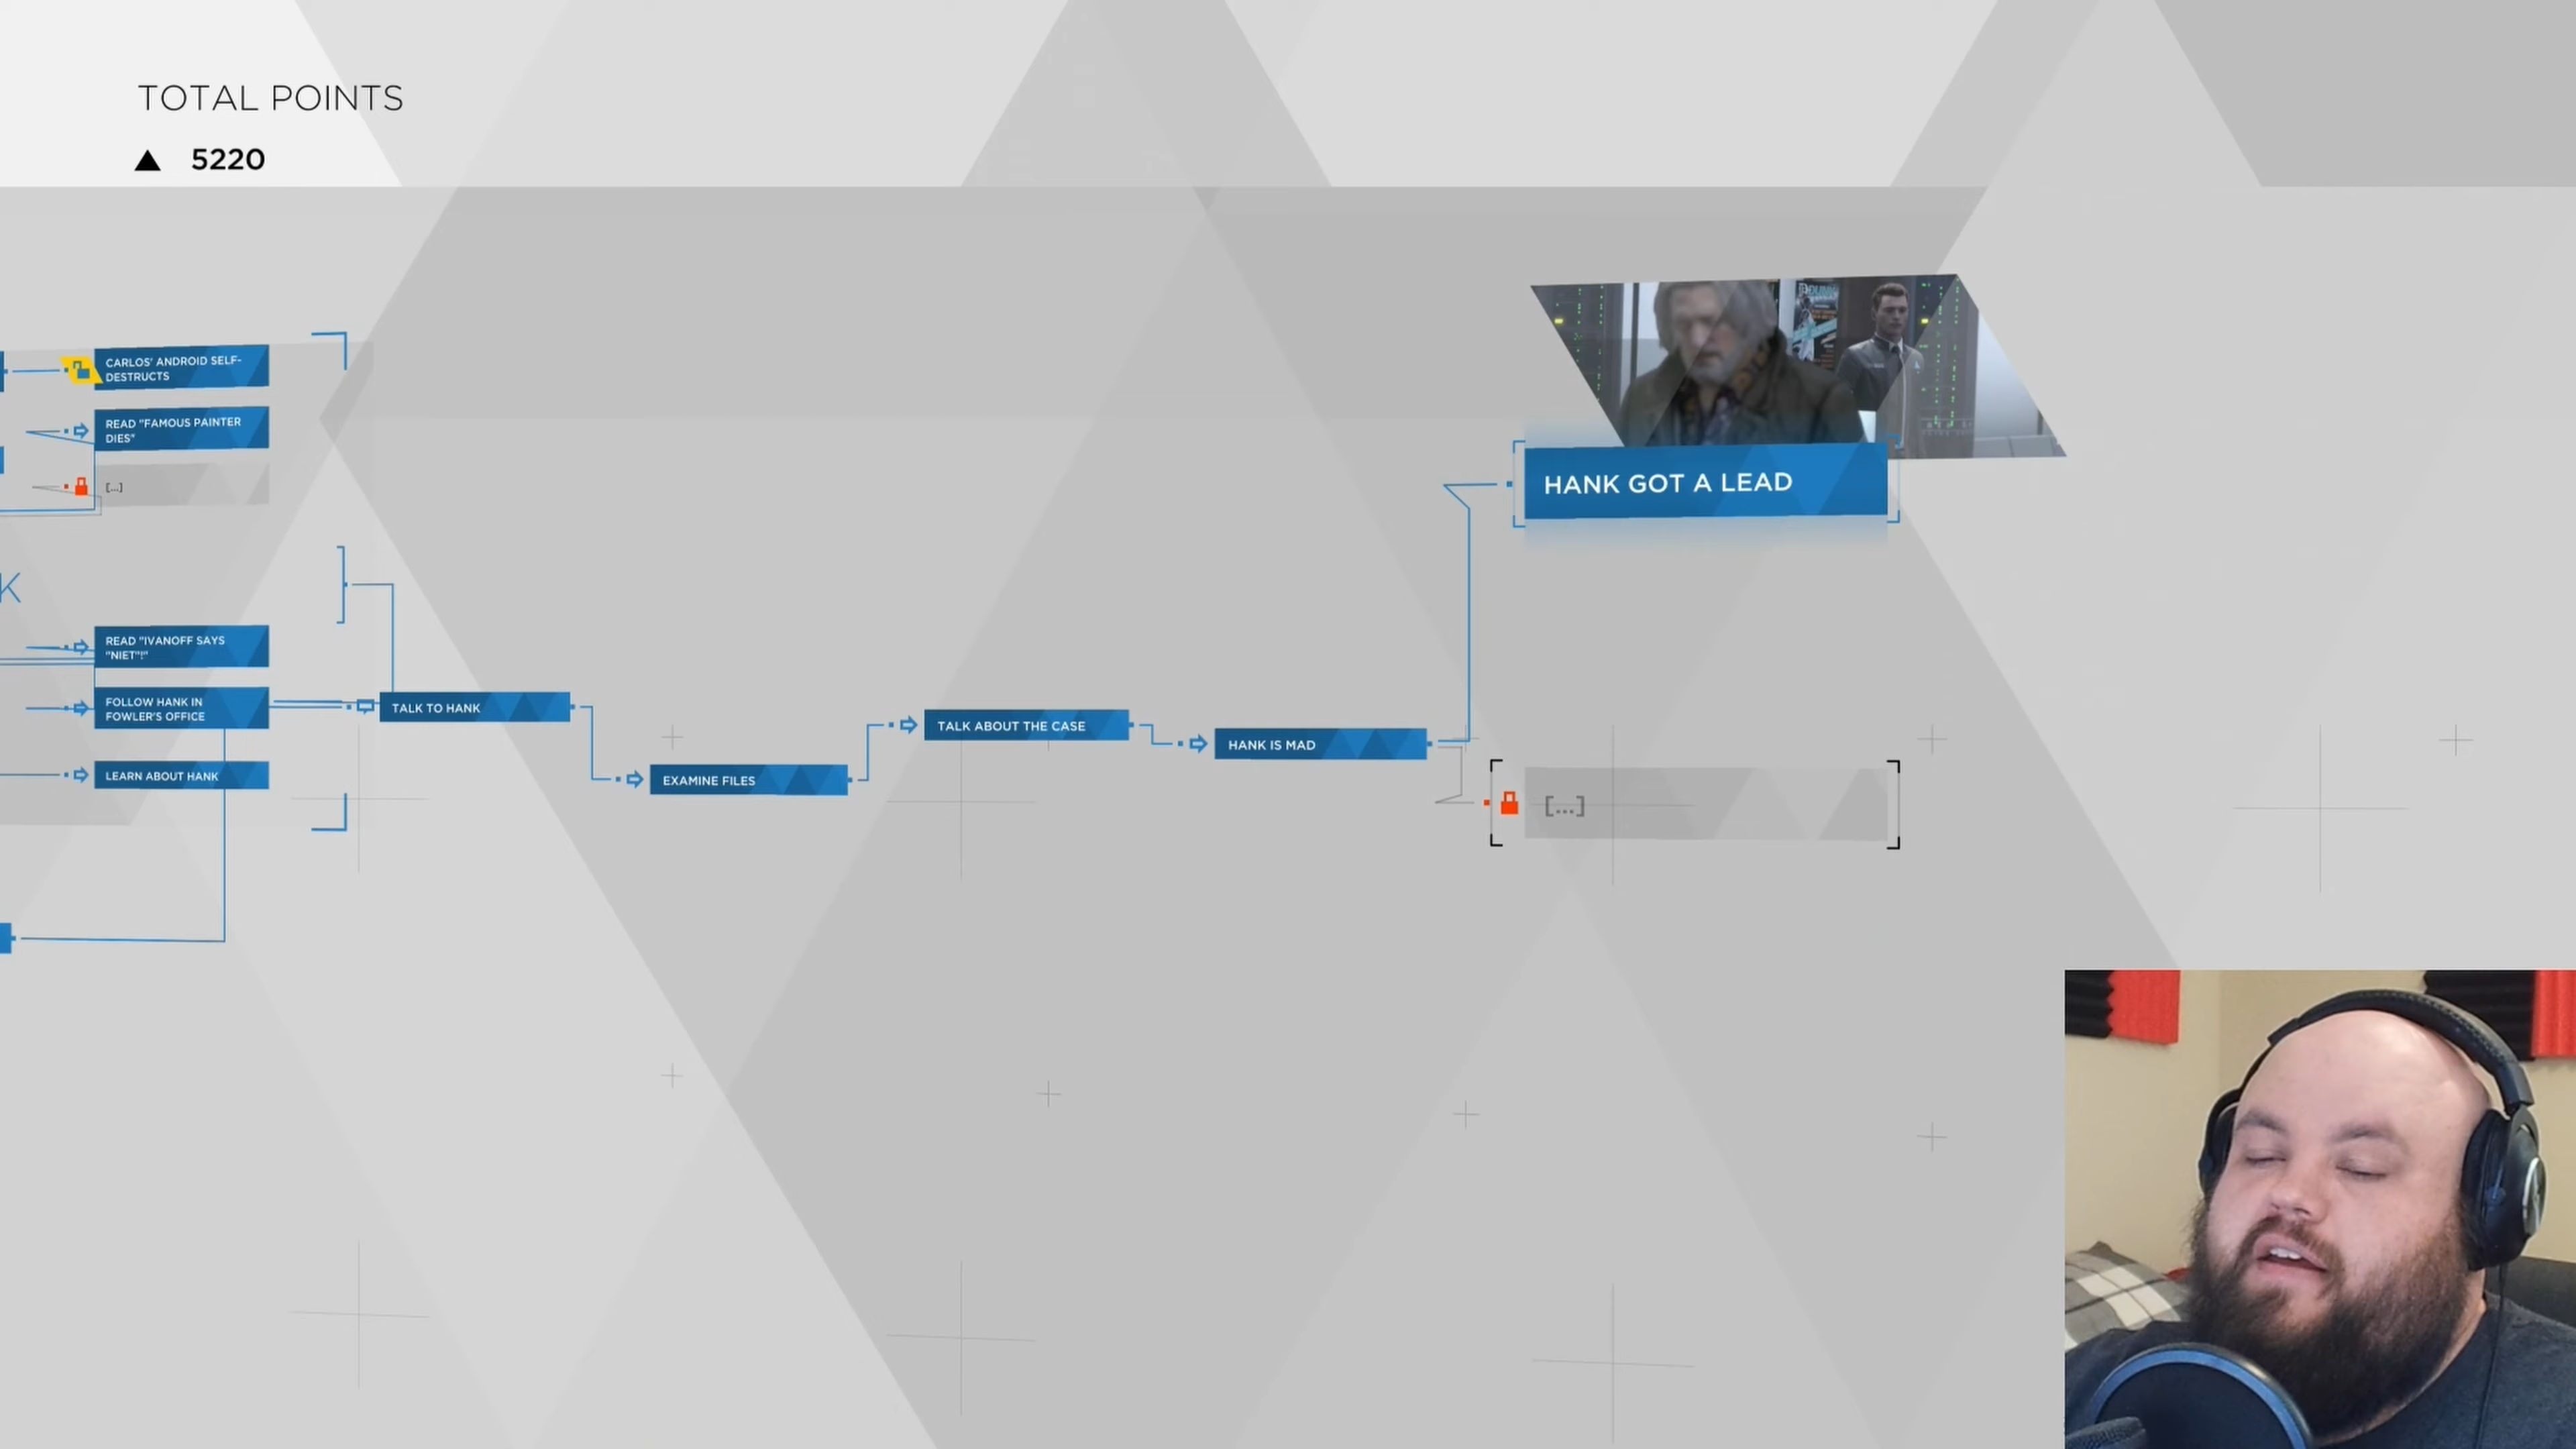 TOTAL POINTS
5220
CARLOS' ANDROID SELF-
DESTRUCTS
READ "FAMOUS PAINTER
DIES"
[...]
HANK GOT A LEAD
K
READ "IVANOFF SAYS
"NIET"!"
FOLLOW HANK IN
FOWLER'S OFFICE
LEARN ABOUT HANK
TALK TO HANK
EXAMINE FILES
TALK ABOUT THE CASE
HANK IS MAD
[...]